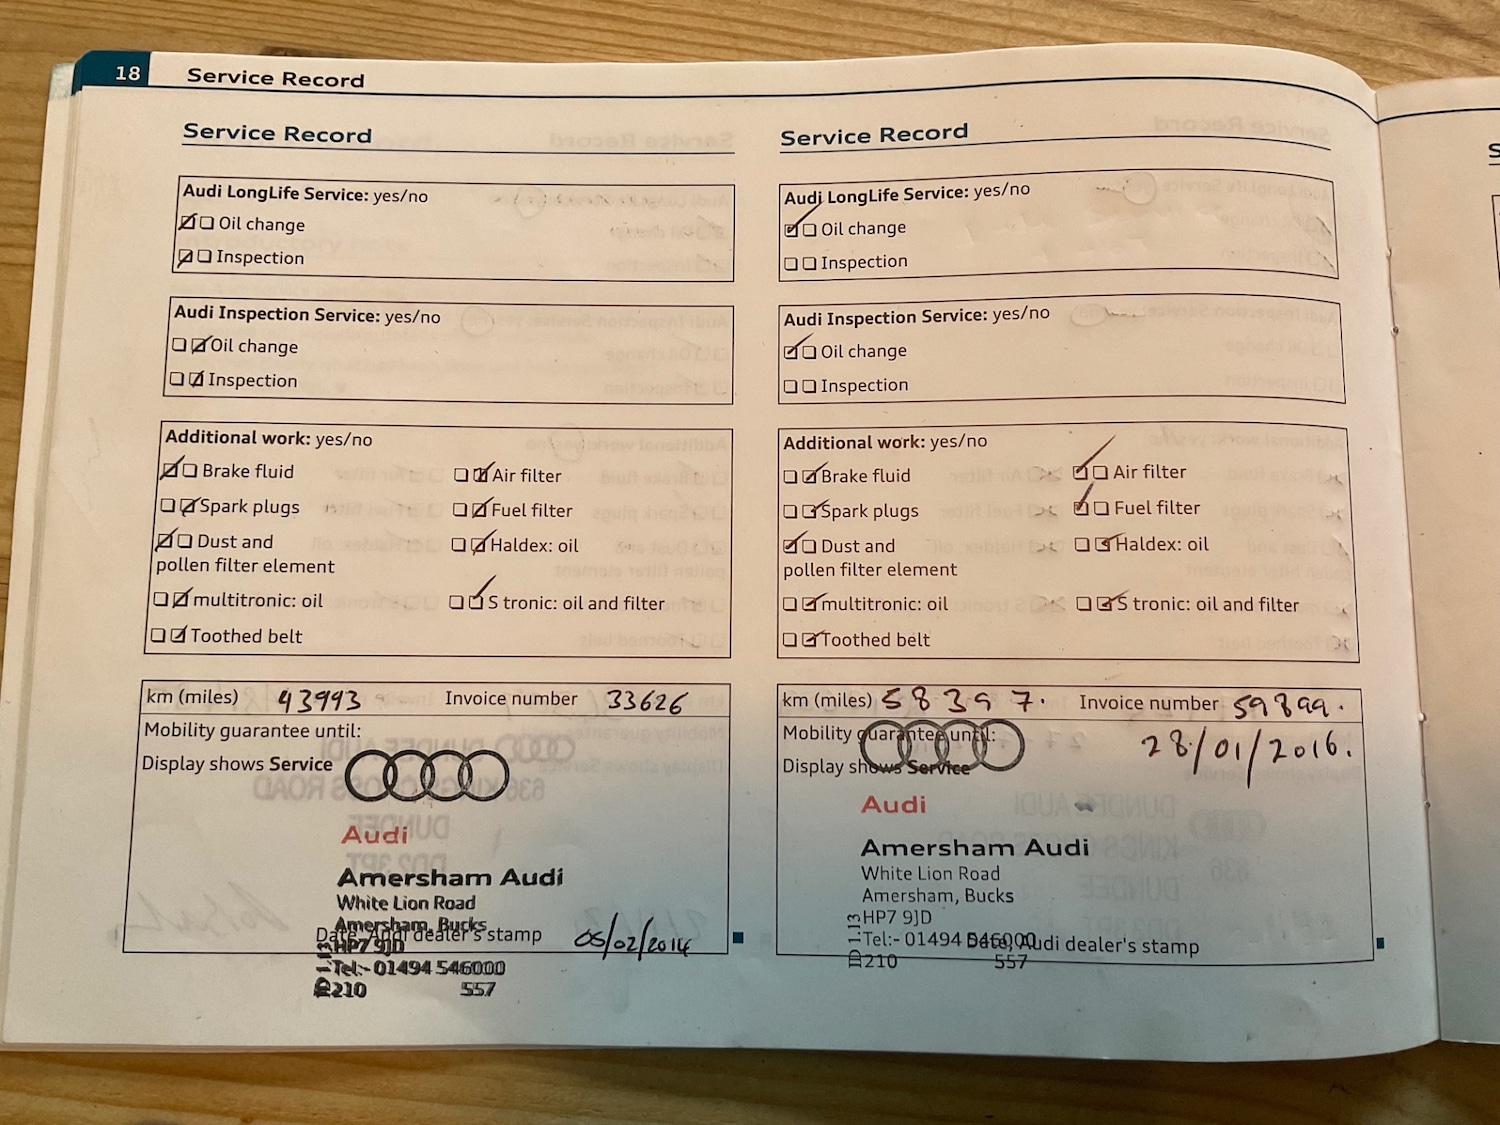 18 Service Record
Service Record
Audi LongLife Service: yes/no
Oil change
Inspection
Audi Inspection Service: yes/no
Oil change
Inspection
Additional work: yes/no
Brake fluid Air filter
Spark plugs Fuel filter
Dust and Haldex: oil
pollen filter element
multitronic: oil S tronic: oil and filter
Toothed belt
km (miles) 43993 Invoice number 33626
Mobility guarantee until:
Display shows Service
Audi
Amersham Audi
White Lion Road
Amersham, Bucks
Date, Audi dealer's stamp 05/02/2014
HP7 9JD
Tel:- 01494 546000
210 557
Service Record
Audi LongLife Service: yes/no
Oil change
Inspection
Audi Inspection Service: yes/no
Oil change
Inspection
Additional work: yes/no
Brake fluid Air filter
Spark plugs Fuel filter
Dust and Haldex: oil
pollen filter element
multitronic: oil S tronic: oil and filter
Toothed belt
km (miles) 58397. Invoice number 59899.
Mobility guarantee until: 28/01/2016.
Display shows Service
Audi
Amersham Audi
White Lion Road
Amersham, Bucks
HP7 9JD
Tel:- 01494 546000
Date, Audi dealer's stamp
ID1.13
210 557